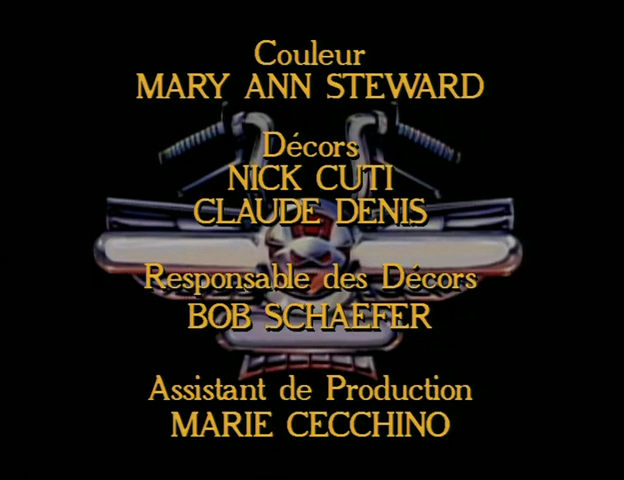 Couleur
MARY ANN STEWARD
Décors
NICK CUTI
CLAUDE DENIS
Responsable des Décors
BOB SCHAEFER
Assistant de Production
MARIE CECCHINO